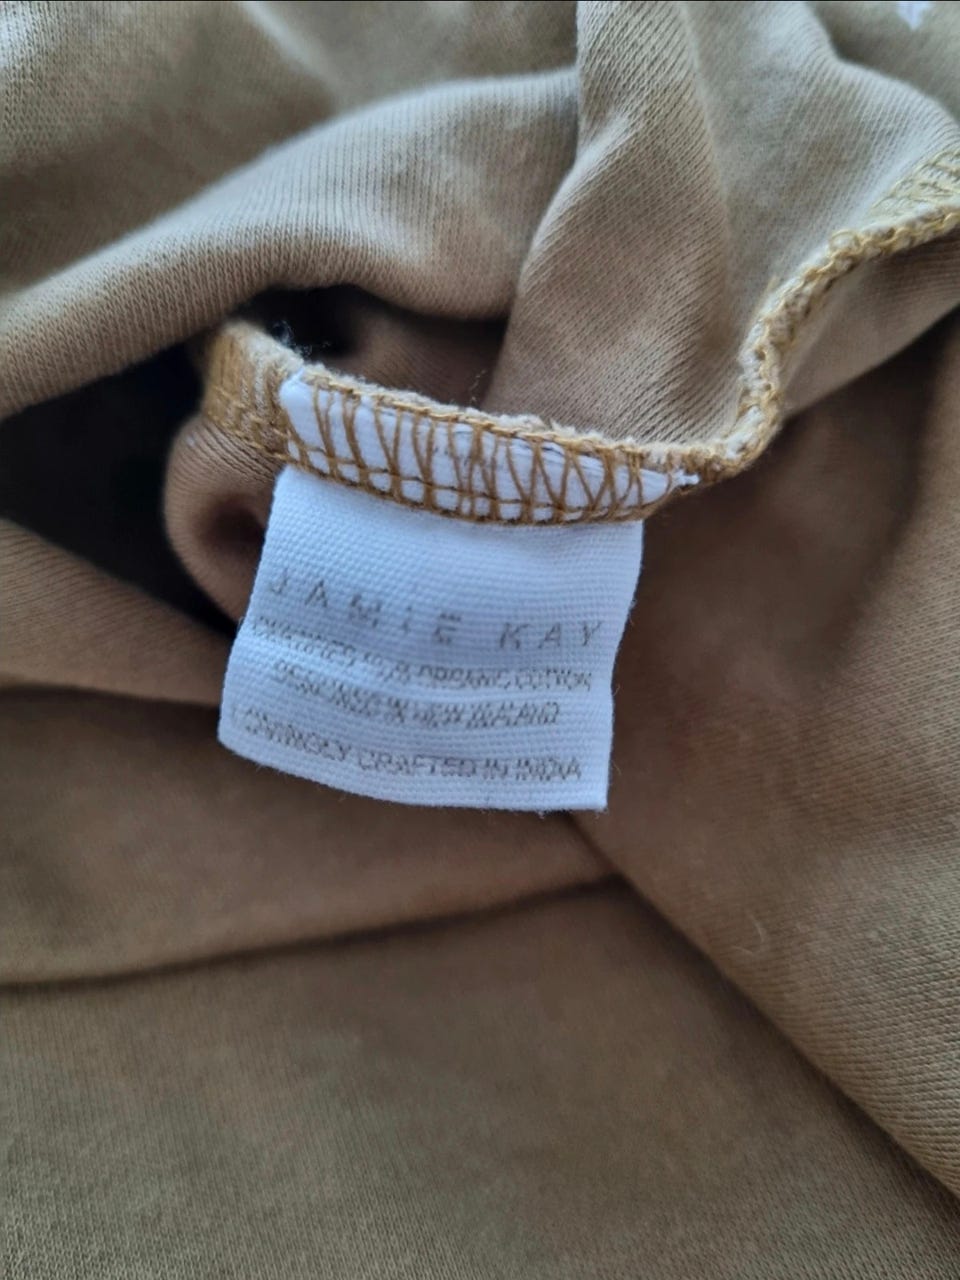 JAMIE KAY
ORGANIC COTTON
DESIGNED IN NEW ZEALAND
LOVINGLY CRAFTED IN INDIA